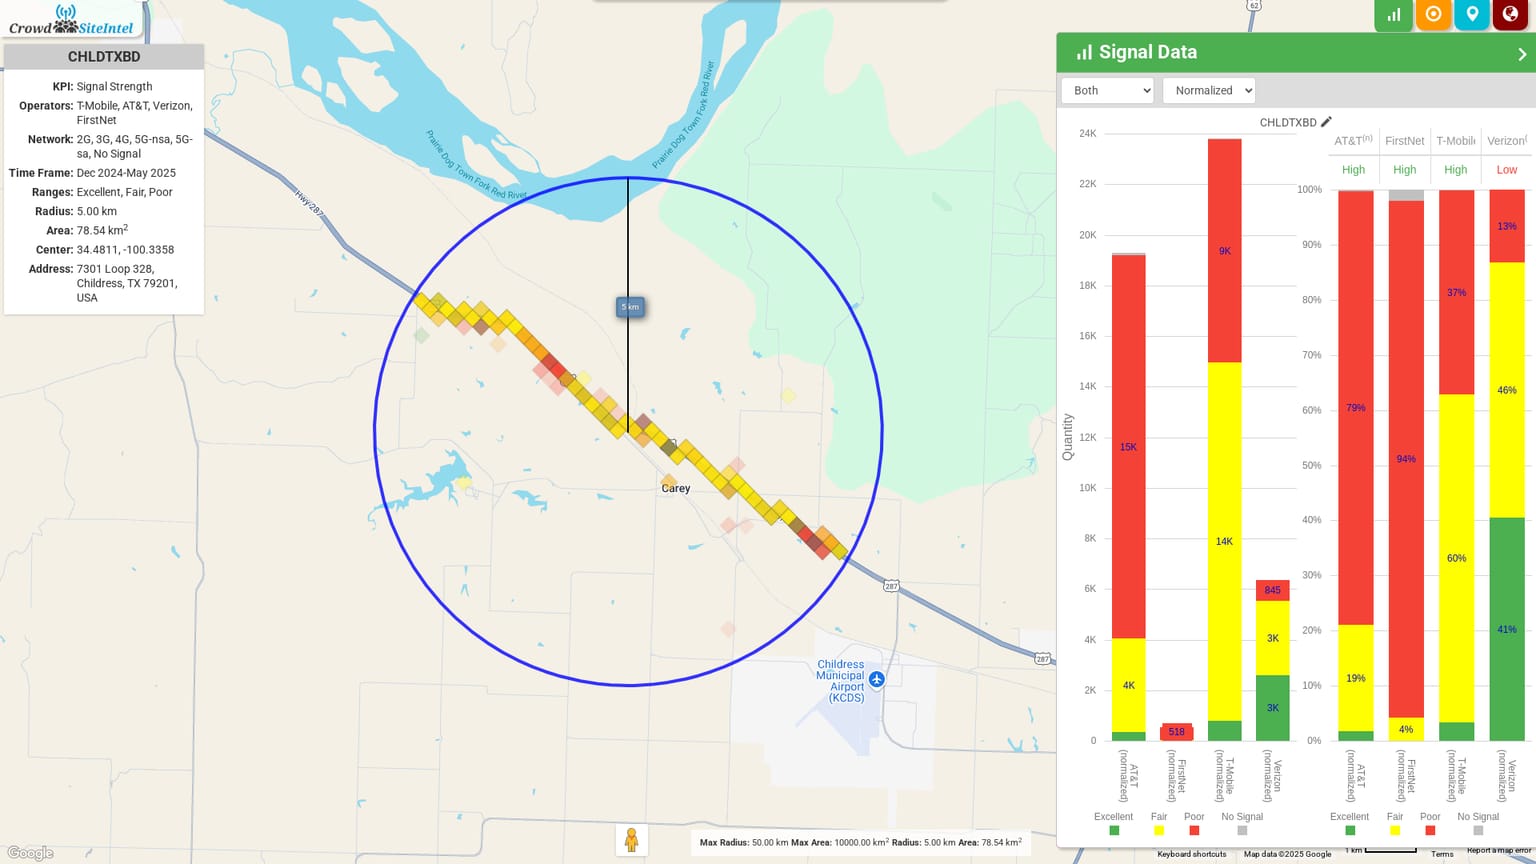 Crowd SiteIntel
CHLDTXBD
KPI: Signal Strength
Operators: T-Mobile, AT&T, Verizon,
FirstNet
Network: 2G, 3G, 4G, 5G-nsa, 5G-
sa, No Signal
Time Frame: Dec 2024-May 2025
Ranges: Excellent, Fair, Poor
Radius: 5.00 km
Area: 78.54 km²
Center: 34.4811, -100.3358
Address: 7301 Loop 328,
Childress, TX 79201,
USA
Hwy 287
Prairie Dog Town Fork Red River
Prairie Dog Town Fork Red River
62
5 km
Carey
287
287
Childress
Municipal
Airport
(KCDS)
Google
Max Radius: 50.00 km Max Area: 10000.00 km² Radius: 5.00 km Area: 78.54 km²
Signal Data
Both
Normalized
CHLDTXBD
Quantity
24K
22K
20K
18K
16K
14K
12K
10K
8K
6K
4K
2K
0
15K
4K
518
9K
14K
845
3K
3K
AT&T (normalized)
FirstNet (normalized)
T-Mobile (normalized)
Verizon (normalized)
Excellent Fair Poor No Signal
AT&T(n) FirstNet T-Mobile Verizon(
High High High Low
100%
90%
80%
70%
60%
50%
40%
30%
20%
10%
0%
79%
19%
94%
4%
37%
60%
13%
46%
41%
AT&T (normalized)
FirstNet (normalized)
T-Mobile (normalized)
Verizon (normalized)
Excellent Fair Poor No Signal
Keyboard shortcuts Map data ©2025 Google 1 km Terms Report a map error